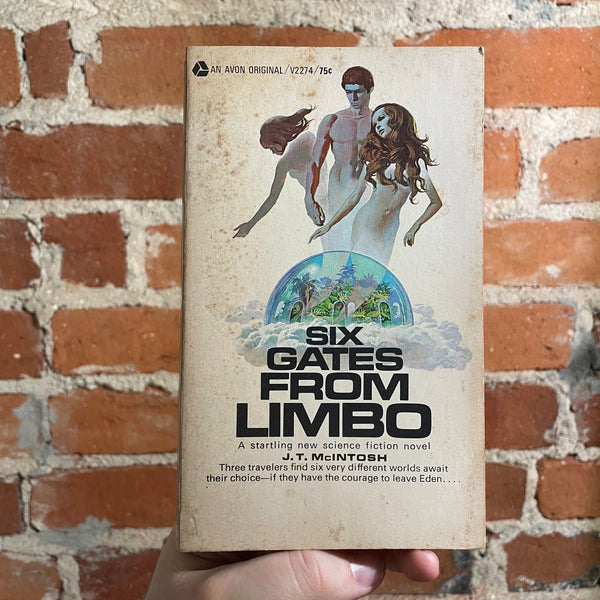 AN AVON ORIGINAL/V2274/75¢
SIX
GATES
FROM
LIMBO
A startling new science fiction novel
J.T. McINTOSH
Three travelers find six very different worlds await
their choice—if they have the courage to leave Eden....